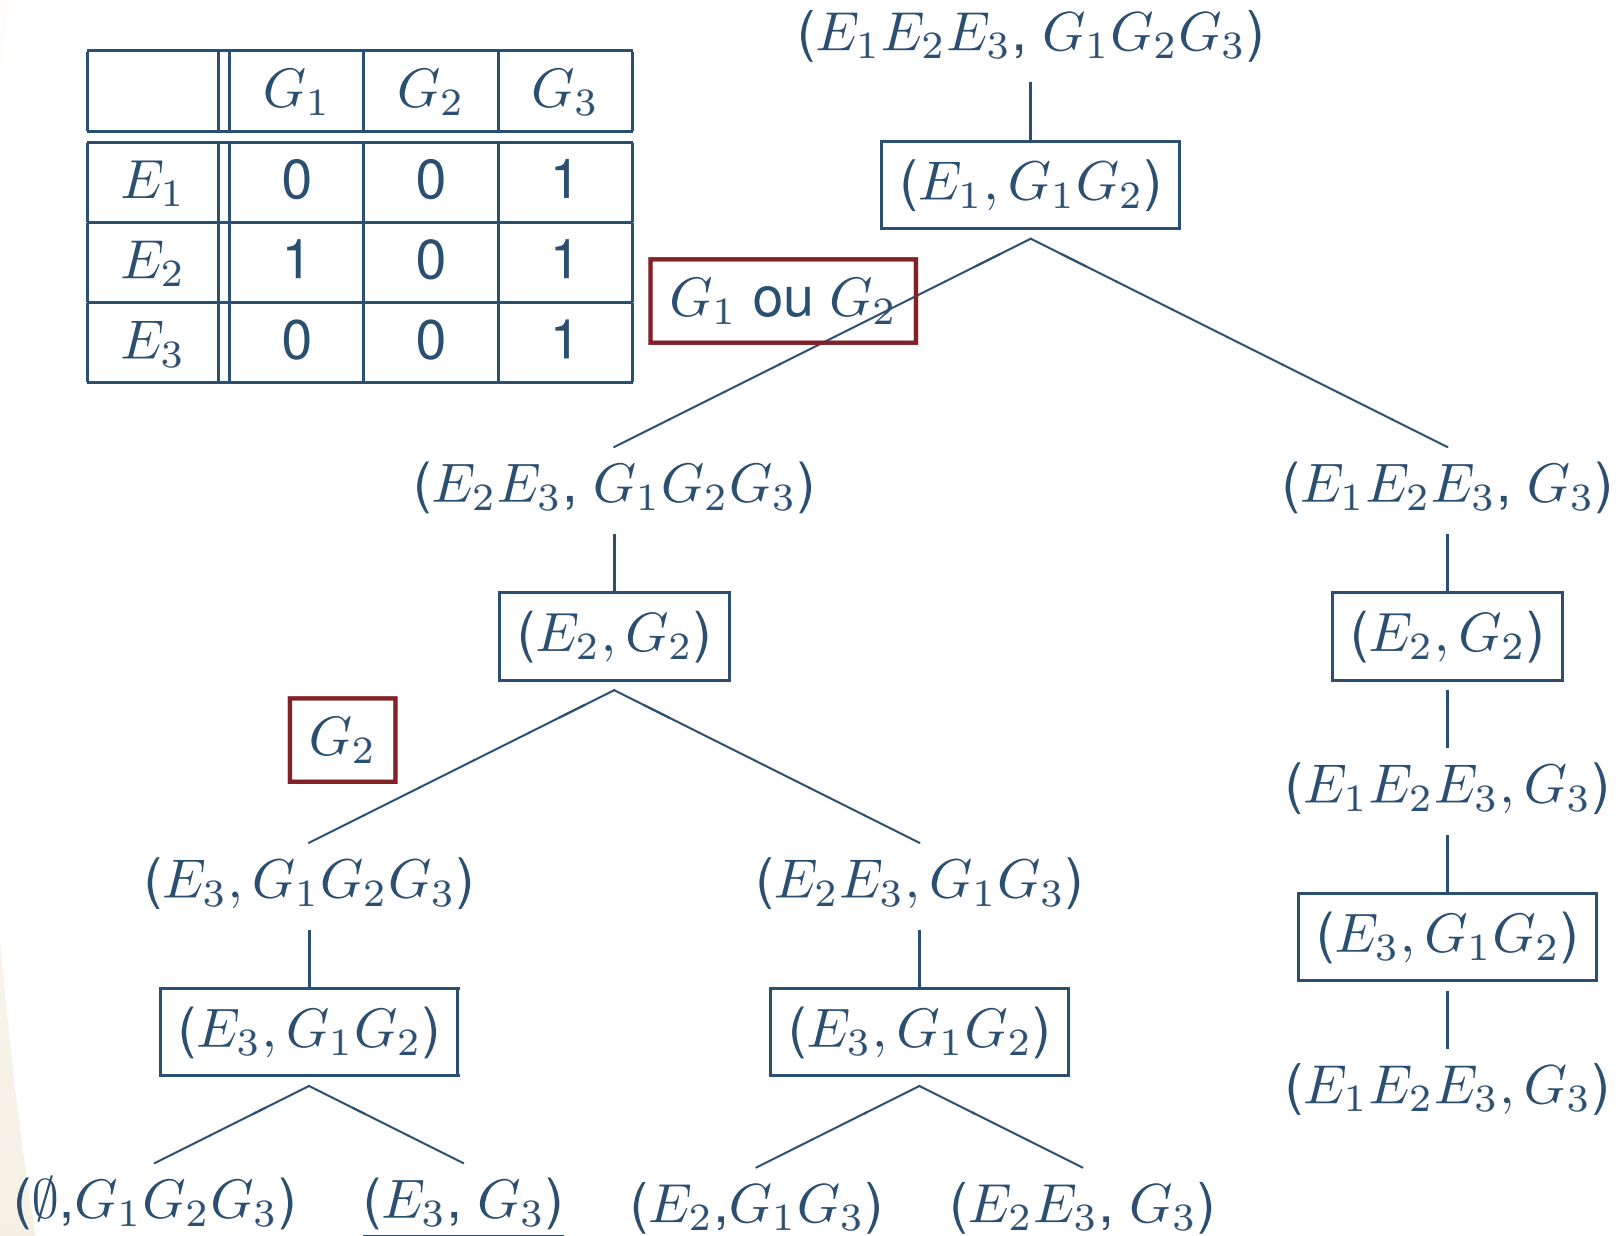 (E₁E₂E₃, G₁G₂G₃)
G₁ G₂ G₃
E₁ 0 0 1
E₂ 1 0 1
E₃ 0 0 1
(E₁, G₁G₂)
G₁ ou G₂
(E₂E₃, G₁G₂G₃) (E₁E₂E₃, G₃)
(E₂, G₂) (E₂, G₂)
G₂
(E₁E₂E₃, G₃)
(E₃, G₁G₂G₃) (E₂E₃, G₁G₃)
(E₃, G₁G₂)
(E₃, G₁G₂) (E₃, G₁G₂)
(E₁E₂E₃, G₃)
(∅,G₁G₂G₃) (E₃, G₃) (E₂,G₁G₃) (E₂E₃, G₃)